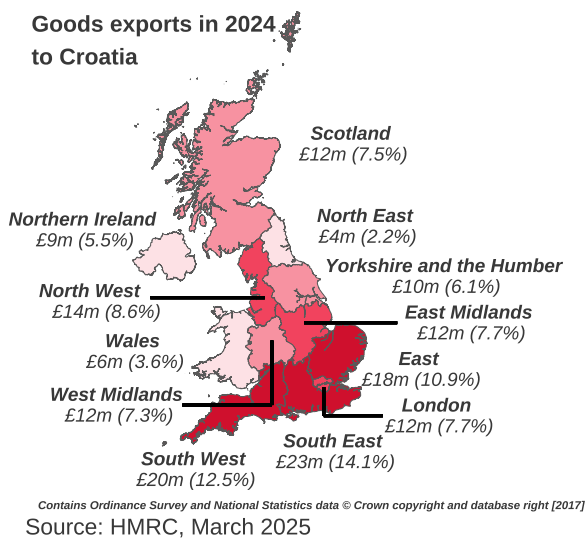 Goods exports in 2024
to Croatia
Scotland
£12m (7.5%)
Northern Ireland
£9m (5.5%)
North East
£4m (2.2%)
Yorkshire and the Humber
£10m (6.1%)
North West
£14m (8.6%)
East Midlands
£12m (7.7%)
Wales
£6m (3.6%)
East
£18m (10.9%)
West Midlands
£12m (7.3%)
London
£12m (7.7%)
South East
£23m (14.1%)
South West
£20m (12.5%)
Contains Ordinance Survey and National Statistics data © Crown copyright and database right [2017]
Source: HMRC, March 2025